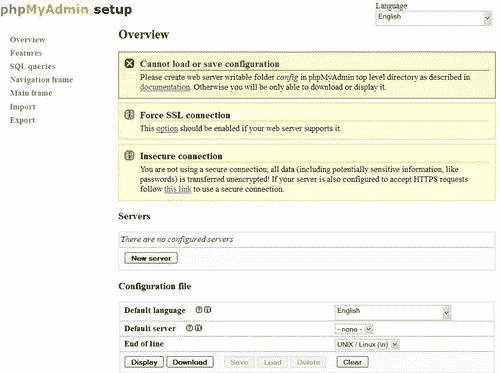 phpMyAdmin setup
Language
English
Overview
Features
SQL queries
Navigation frame
Main frame
Import
Export
Overview
Cannot load or save configuration
Please create web server writable folder config in phpMyAdmin top level directory as described in
documentation. Otherwise you will be only able to download or display it.
Force SSL connection
This option should be enabled if your web server supports it.
Insecure connection
You are not using a secure connection; all data (including potentially sensitive information, like
passwords) is transferred unencrypted! If your server is also configured to accept HTTPS requests
follow this link to use a secure connection.
Servers
There are no configured servers
New server
Configuration file
Default language English
Default server - none -
End of line UNIX / Linux (\n)
Display Download Save Load Delete Clear